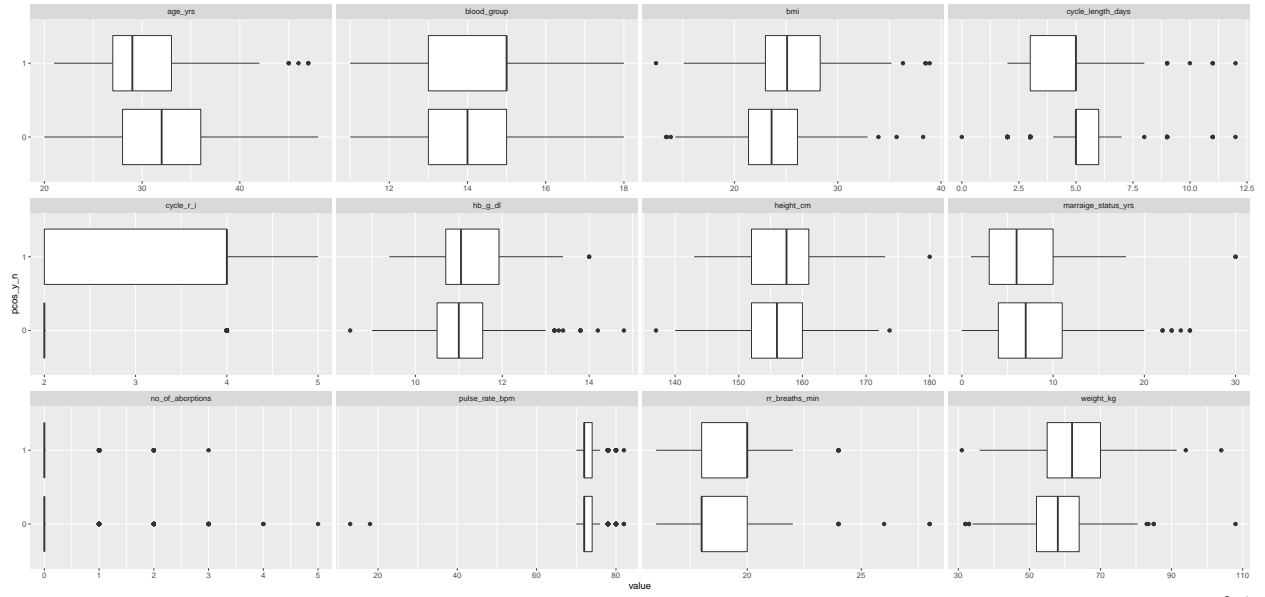 age_yrs
blood_group
bmi
cycle_length_days
1
0
20 30 40
12 14 16 18
20 30 40
0.0 2.5 5.0 7.5 10.0 12.5
cycle_r_i
hb_g_dl
height_cm
marraige_status_yrs
pcos_y_n
1
0
2 3 4 5
10 12 14
140 150 160 170 180
0 10 20 30
no_of_aborptions
pulse_rate_bpm
rr_breaths_min
weight_kg
1
0
0 1 2 3 4 5
20 40 60 80
20 25
30 50 70 90 110
value